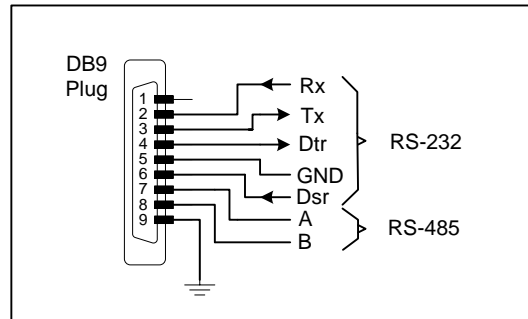 DB9
Plug
1
2
3
4
5
6
7
8
9
Rx
Tx
Dtr
GND
Dsr
A
B
RS-232
RS-485